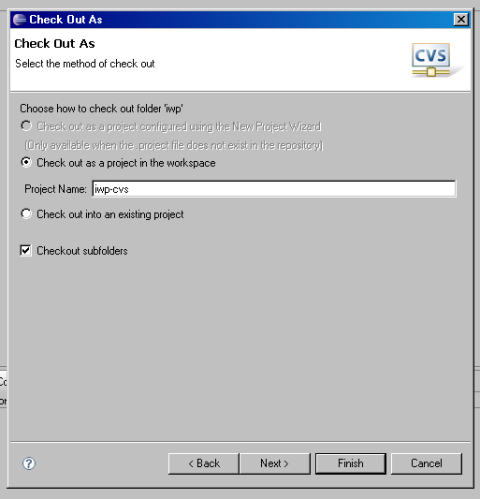 Check Out As
Check Out As
Select the method of check out
CVS
Choose how to check out folder 'iwp'
Check out as a project configured using the New Project Wizard
(Only available when the .project file does not exist in the repository)
Check out as a project in the workspace
Project Name: iwp-cvs
Check out into an existing project
Checkout subfolders
Co
or
? < Back Next > Finish Cancel